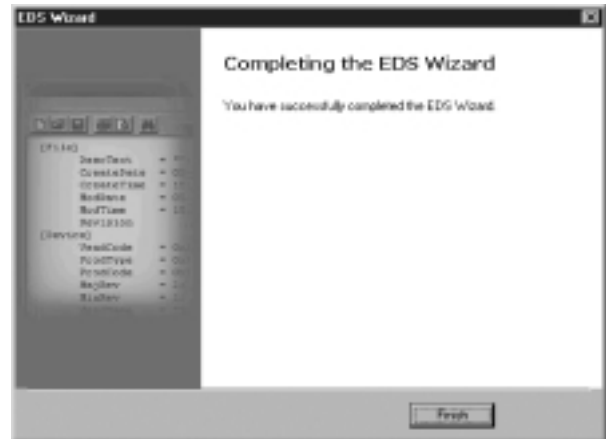 EDS Wizard
Completing the EDS Wizard
You have successfully completed the EDS Wizard.
[File]
DescText =
CreateDate =
CreateTime =
ModDate =
ModTime =
Revision
[Device]
VendCode =
ProdType =
ProdCode =
MajRev =
MinRev =
Finish